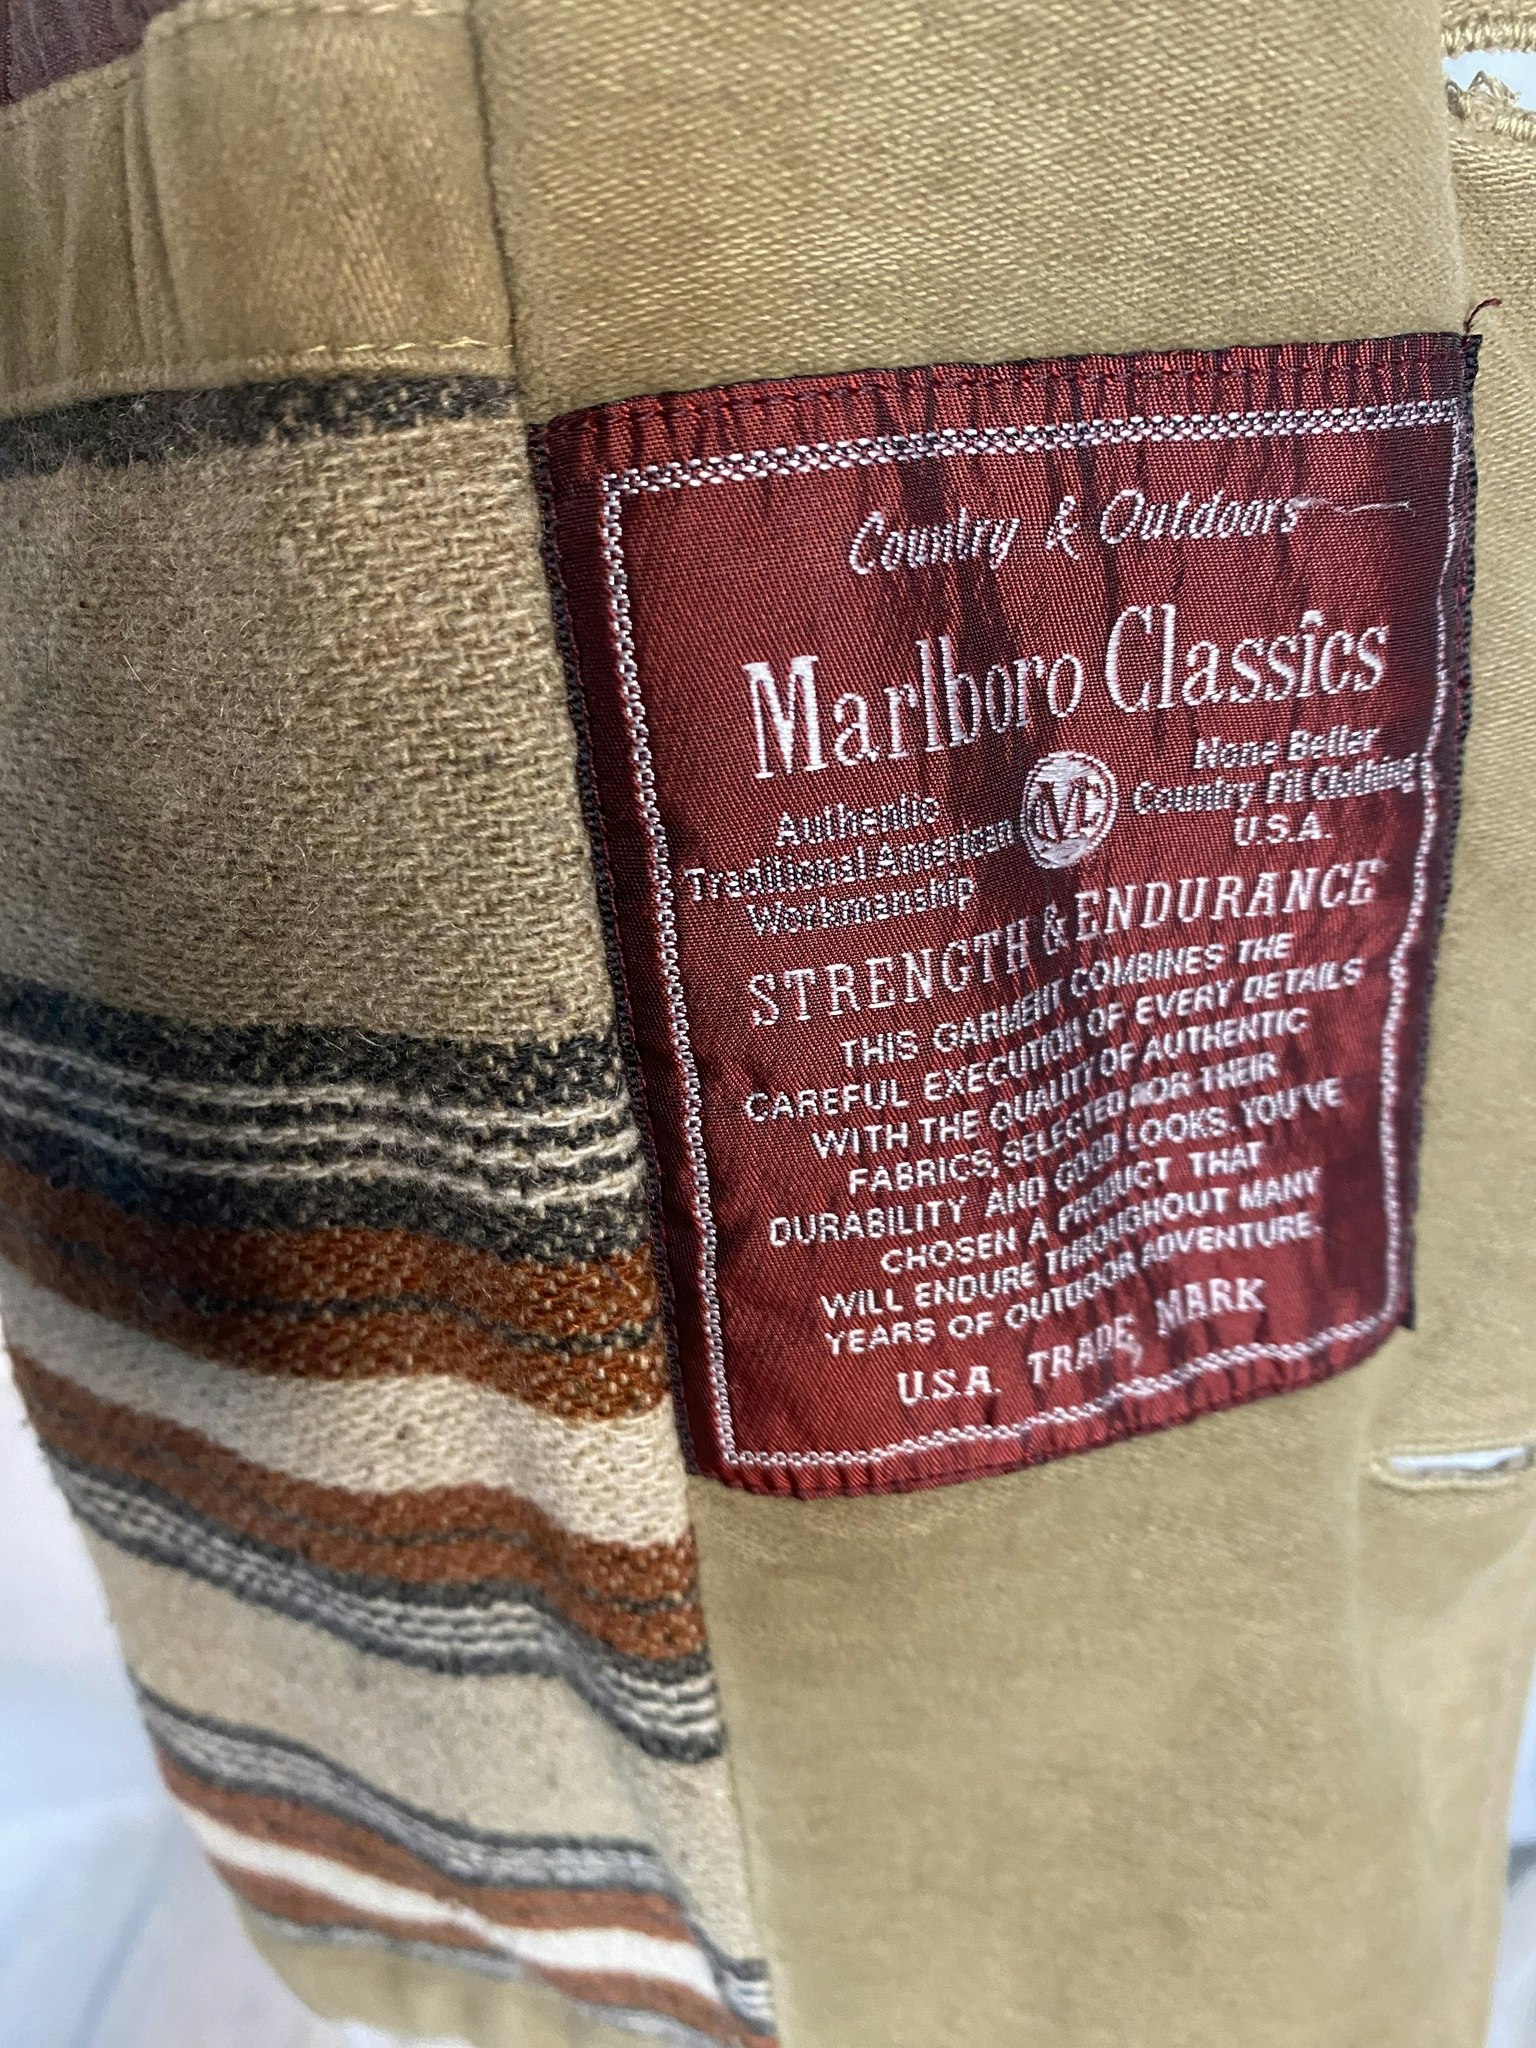 Country & Outdoors
Marlboro Classics
Authentic
Traditional American
Workmanship
MC
None Better
Country Fit Clothing
U.S.A.
STRENGTH & ENDURANCE
THIS GARMENT COMBINES THE
CAREFUL EXECUTION OF EVERY DETAILS
WITH THE QUALITY OF AUTHENTIC
FABRICS, SELECTED FOR THEIR
DURABILITY AND GOOD LOOKS. YOU'VE
CHOSEN A PRODUCT THAT
WILL ENDURE THROUGHOUT MANY
YEARS OF OUTDOOR ADVENTURE.
U.S.A. TRADE MARK